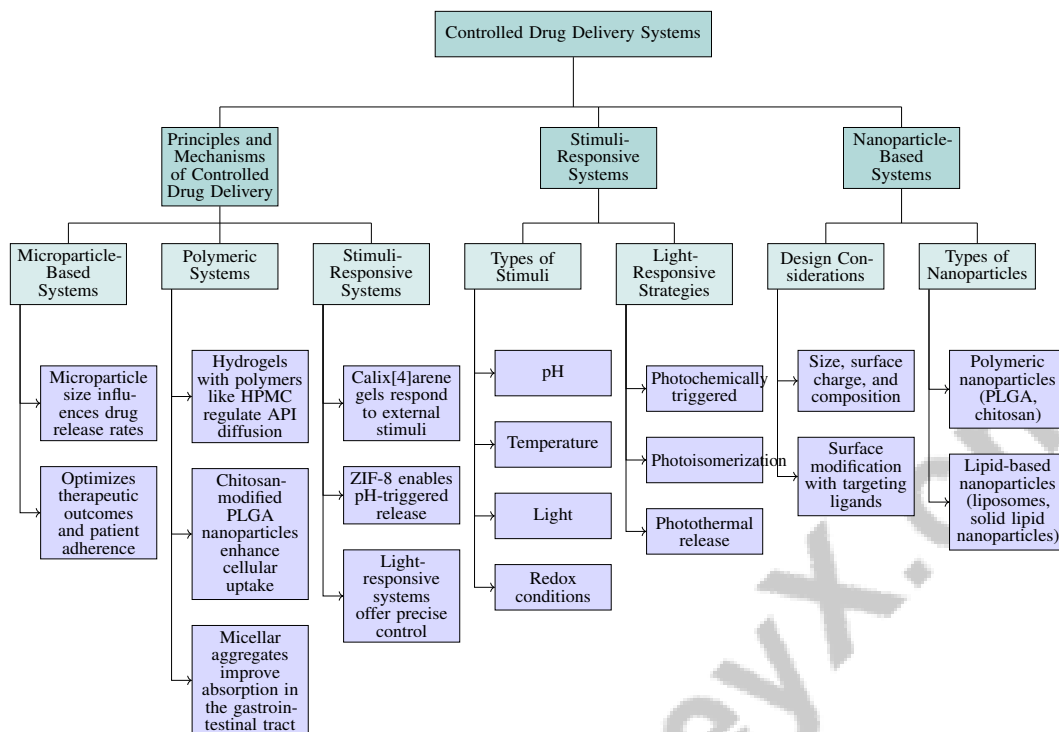 Controlled Drug Delivery Systems
Principles and
Mechanisms
of Controlled
Drug Delivery
Stimuli-
Responsive
Systems
Nanoparticle-
Based
Systems
Microparticle-
Based
Systems
Polymeric
Systems
Stimuli-
Responsive
Systems
Types of
Stimuli
Light-
Responsive
Strategies
Design Con-
siderations
Types of
Nanoparticles
Microparticle
size influ-
ences drug
release rates
Optimizes
therapeutic
outcomes
and patient
adherence
Hydrogels
with polymers
like HPMC
regulate API
diffusion
Chitosan-
modified
PLGA
nanoparticles
enhance
cellular
uptake
Micellar
aggregates
improve
absorption in
the gastroin-
testinal tract
Calix[4]arene
gels respond
to external
stimuli
ZIF-8 enables
pH-triggered
release
Light-
responsive
systems
offer precise
control
pH
Temperature
Light
Redox
conditions
Photochemically
triggered
Photoisomerization
Photothermal
release
Size, surface
charge, and
composition
Surface
modification
with targeting
ligands
Polymeric
nanoparticles
(PLGA,
chitosan)
Lipid-based
nanoparticles
(liposomes,
solid lipid
nanoparticles)